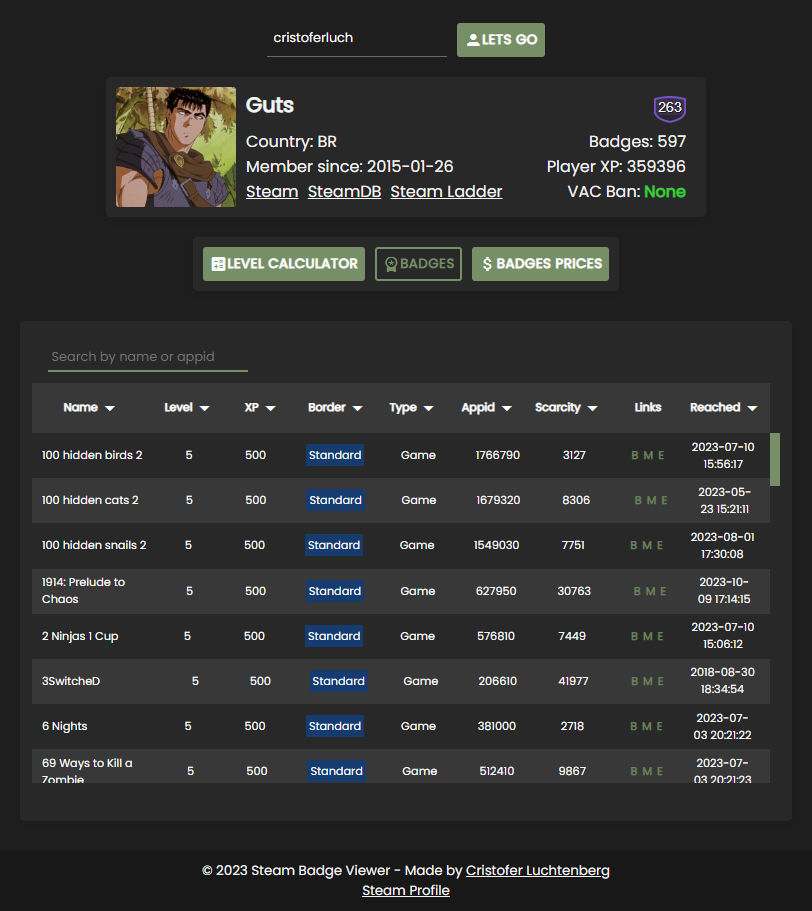 cristoferluch
LETS GO
Guts
263
Country: BR
Badges: 597
Member since: 2015-01-26
Player XP: 359396
Steam SteamDB Steam Ladder
VAC Ban: None
LEVEL CALCULATOR BADGES BADGES PRICES
Search by name or appid
Name Level XP Border Type Appid Scarcity Links Reached
100 hidden birds 2 5 500 Standard Game 1766790 3127 B M E 2023-07-10
15:56:17
100 hidden cats 2 5 500 Standard Game 1679320 8306 B M E 2023-05-
23 15:21:11
100 hidden snails 2 5 500 Standard Game 1549030 7751 B M E 2023-08-01
17:30:08
1914: Prelude to
Chaos 5 500 Standard Game 627950 30763 B M E 2023-10-
09 17:14:15
2 Ninjas 1 Cup 5 500 Standard Game 576810 7449 B M E 2023-07-10
15:06:12
3SwitcheD 5 500 Standard Game 206610 41977 B M E 2018-08-30
18:34:54
6 Nights 5 500 Standard Game 381000 2718 B M E 2023-07-
03 20:21:22
69 Ways to Kill a
Zombie 5 500 Standard Game 512410 9867 B M E 2023-07-
03 20:21:23
© 2023 Steam Badge Viewer - Made by Cristofer Luchtenberg
Steam Profile